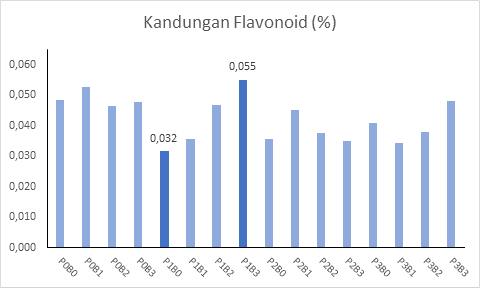 Kandungan Flavonoid (%)
0,060
0,050
0,040
0,030
0,020
0,010
0,000
0,032
0,055
P0B0
P0B1
P0B2
P0B3
P1B0
P1B1
P1B2
P1B3
P2B0
P2B1
P2B2
P2B3
P3B0
P3B1
P3B2
P3B3